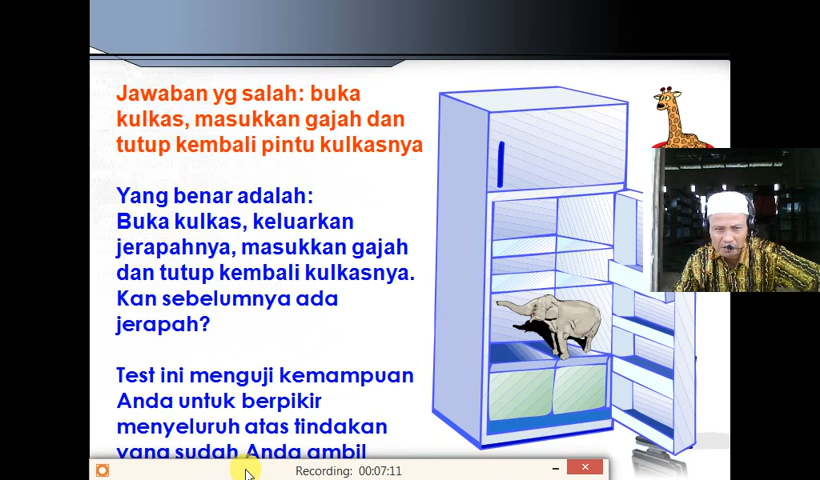 Jawaban yg salah: buka
kulkas, masukkan gajah dan
tutup kembali pintu kulkasnya
Yang benar adalah:
Buka kulkas, keluarkan
jerapahnya, masukkan gajah
dan tutup kembali kulkasnya.
Kan sebelumnya ada
jerapah?
Test ini menguji kemampuan
Anda untuk berpikir
menyeluruh atas tindakan
yang sudah Anda ambil
Recording: 00:07:11